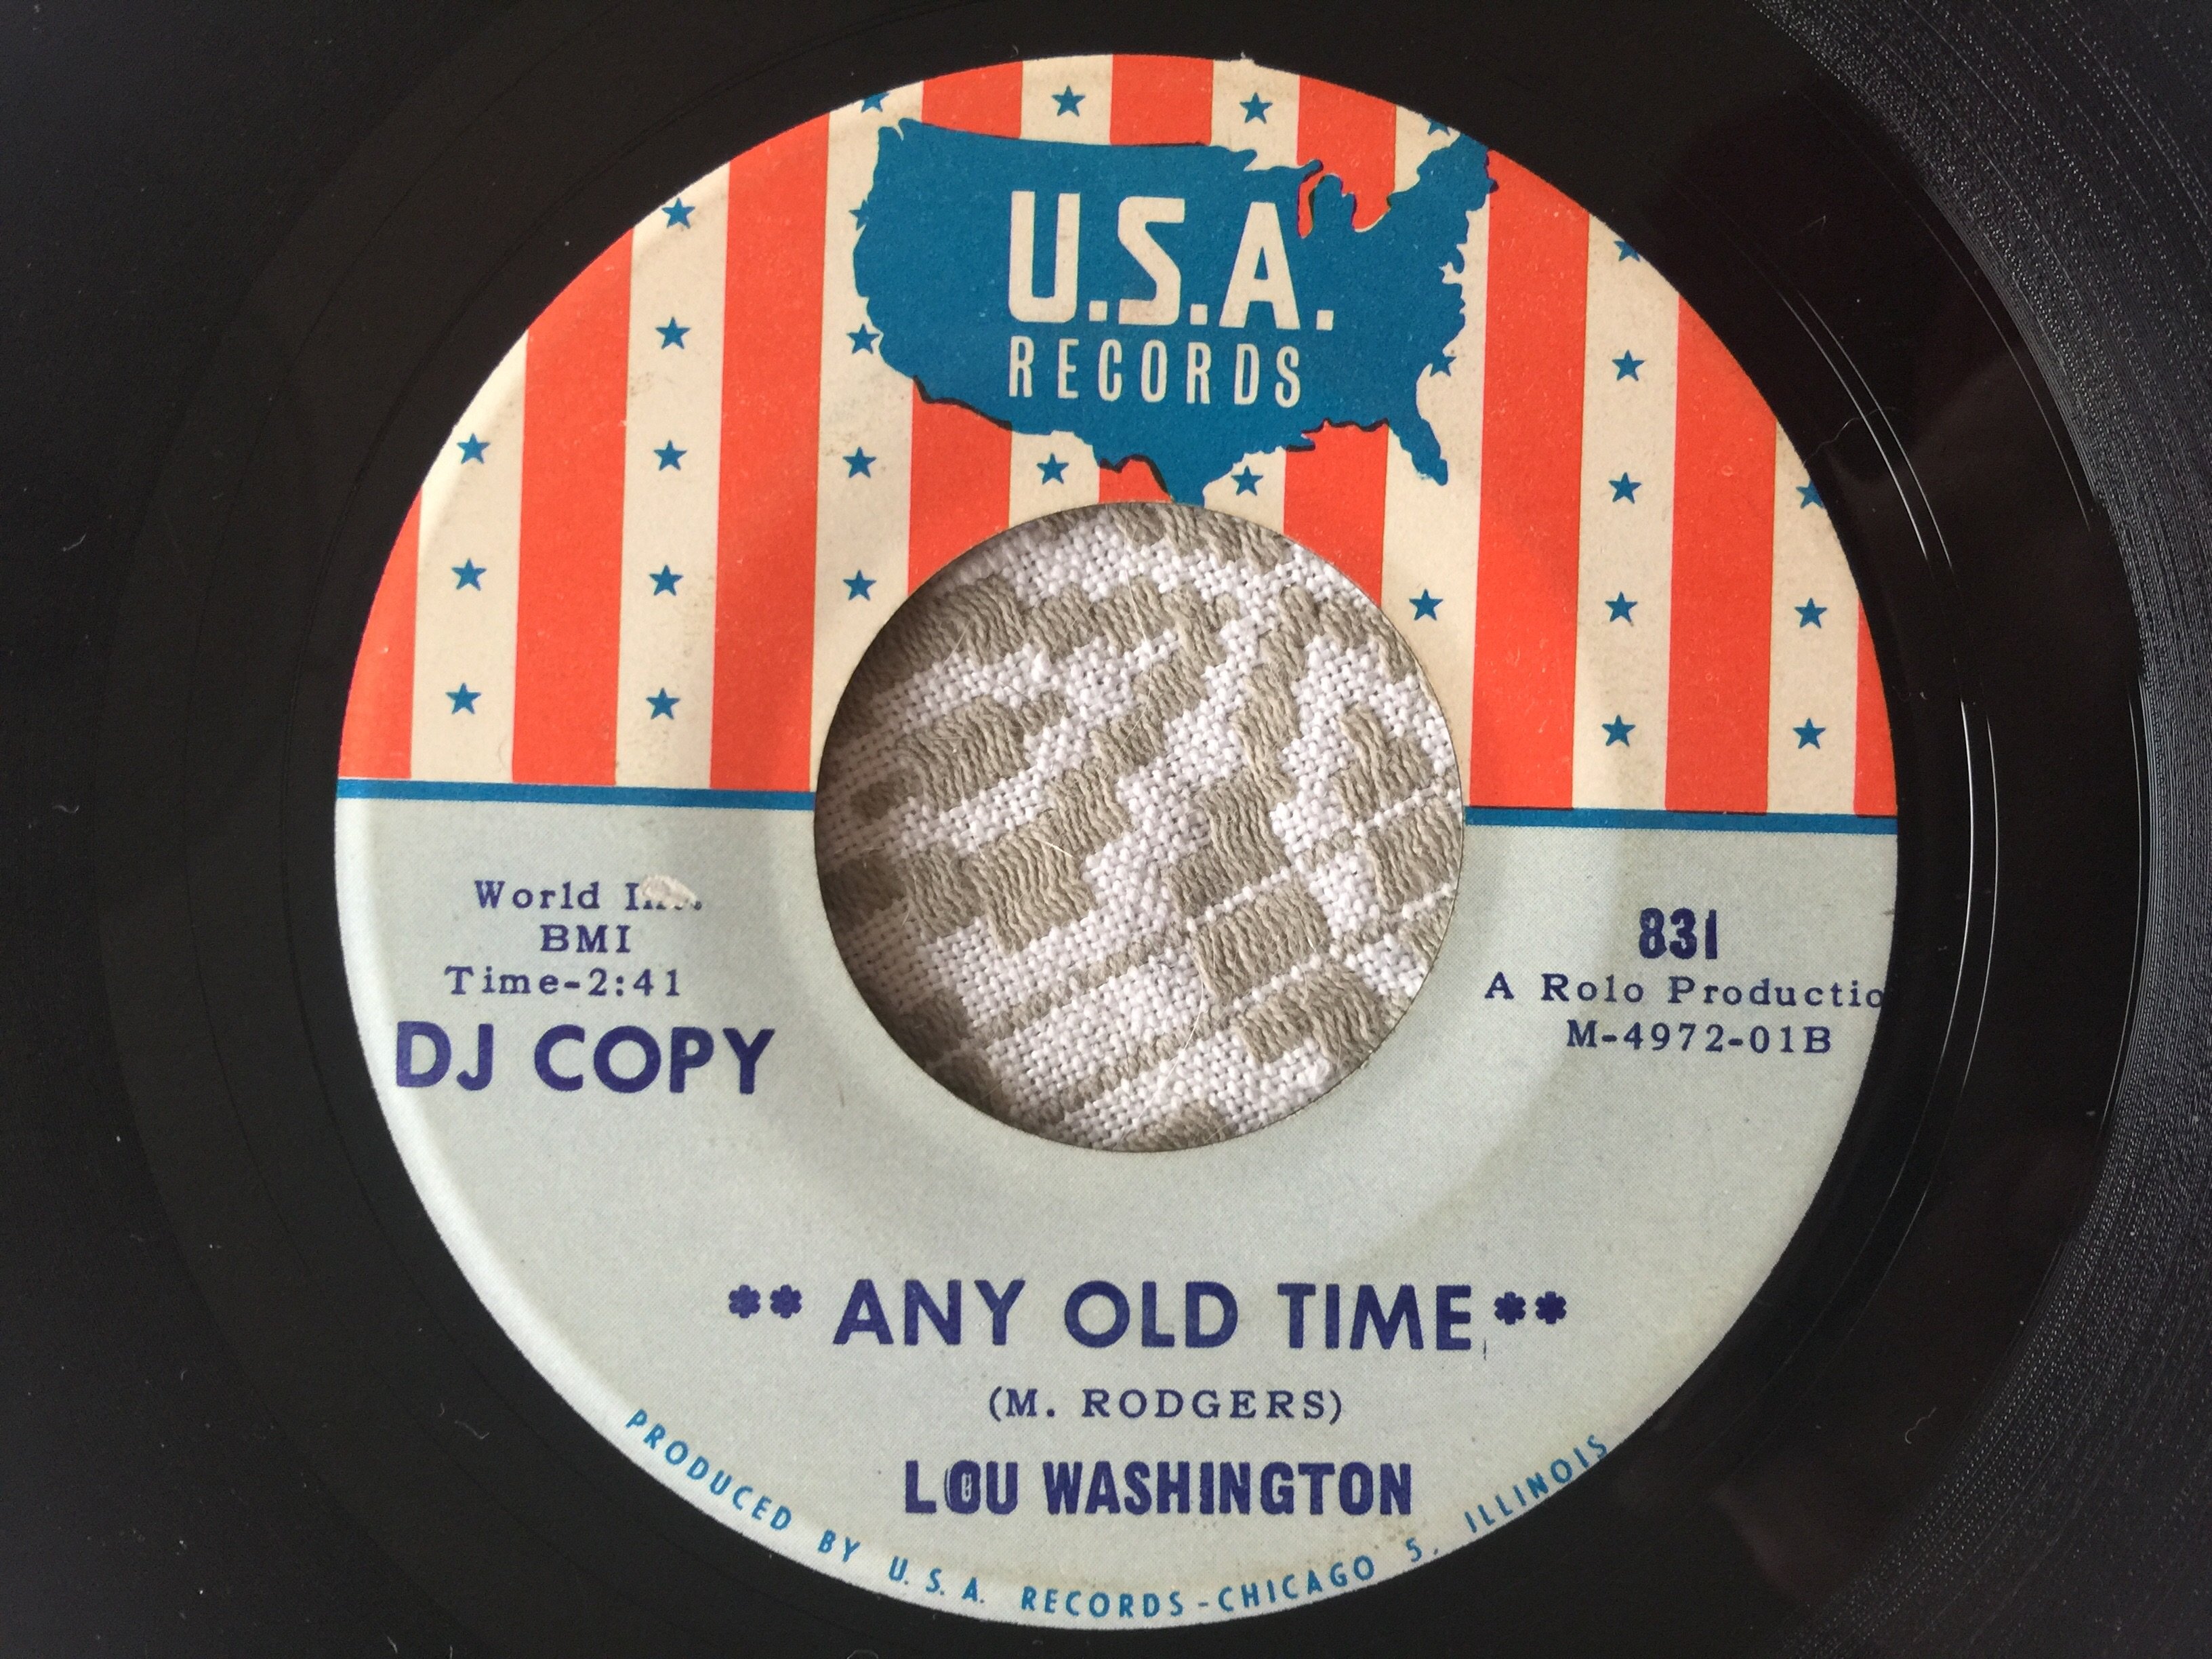 U.S.A.
RECORDS
World
BMI
Time-2:41
DJ COPY
831
A Rolo Productio
M-4972-01B
** ANY OLD TIME **
(M. RODGERS)
LOU WASHINGTON
PRODUCED BY U.S.A. RECORDS-CHICAGO 5, ILLINOIS